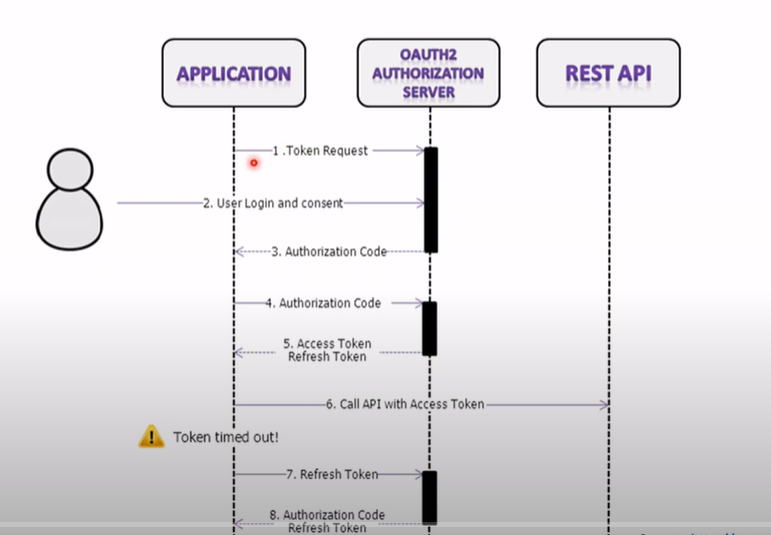 APPLICATION
OAUTH2
AUTHORIZATION
SERVER
REST API
1 .Token Request
2. User Login and consent
3. Authorization Code
4. Authorization Code
5. Access Token
Refresh Token
6. Call API with Access Token
Token timed out!
7. Refresh Token
8. Authorization Code
Refresh Token